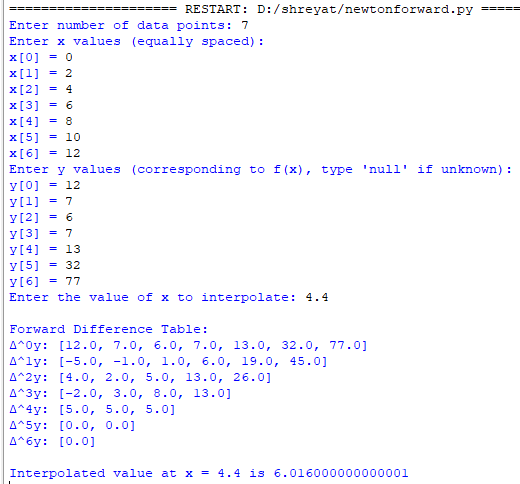 ===================== RESTART: D:/shreyat/newtonforward.py =====
Enter number of data points: 7
Enter x values (equally spaced):
x[0] = 0
x[1] = 2
x[2] = 4
x[3] = 6
x[4] = 8
x[5] = 10
x[6] = 12
Enter y values (corresponding to f(x), type 'null' if unknown):
y[0] = 12
y[1] = 7
y[2] = 6
y[3] = 7
y[4] = 13
y[5] = 32
y[6] = 77
Enter the value of x to interpolate: 4.4
Forward Difference Table:
Δ^0y: [12.0, 7.0, 6.0, 7.0, 13.0, 32.0, 77.0]
Δ^1y: [-5.0, -1.0, 1.0, 6.0, 19.0, 45.0]
Δ^2y: [4.0, 2.0, 5.0, 13.0, 26.0]
Δ^3y: [-2.0, 3.0, 8.0, 13.0]
Δ^4y: [5.0, 5.0, 5.0]
Δ^5y: [0.0, 0.0]
Δ^6y: [0.0]
Interpolated value at x = 4.4 is 6.016000000000001